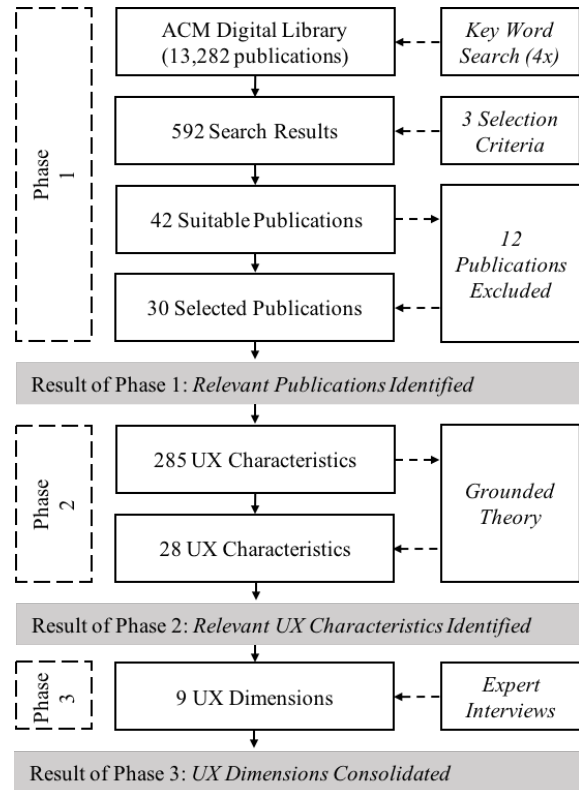 ACM Digital Library
(13,282 publications)
Key Word
Search (4x)
592 Search Results
3 Selection
Criteria
Phase
1
42 Suitable Publications
12
Publications
Excluded
30 Selected Publications
Result of Phase 1: Relevant Publications Identified
Phase
2
285 UX Characteristics
Grounded
Theory
28 UX Characteristics
Result of Phase 2: Relevant UX Characteristics Identified
Phase
3
9 UX Dimensions
Expert
Interviews
Result of Phase 3: UX Dimensions Consolidated